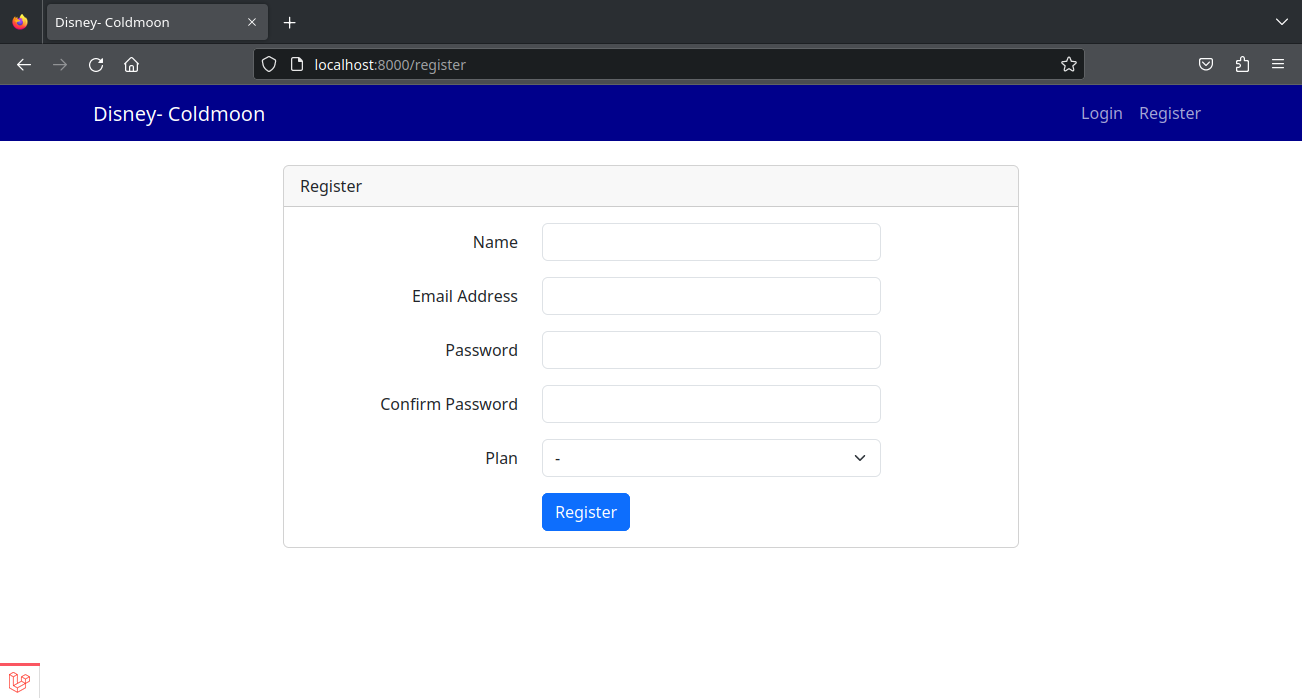 Disney- Coldmoon
localhost:8000/register
Disney- Coldmoon
Login Register
Register
Name
Email Address
Password
Confirm Password
Plan -
Register